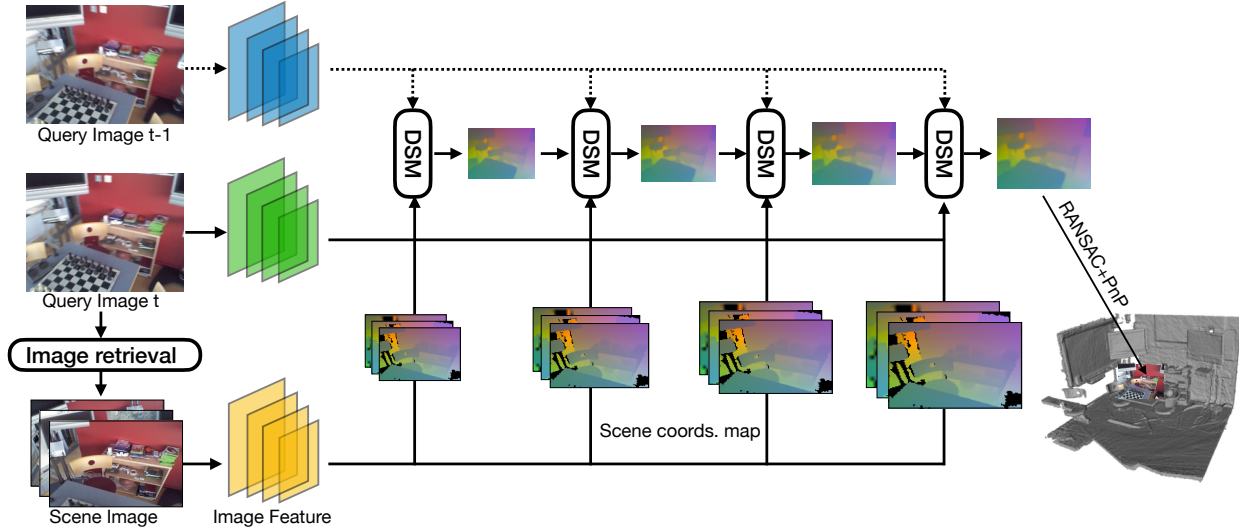 Query Image t-1
DSM
DSM
DSM
DSM
Query Image t
RANSAC+PnP
Image retrieval
Scene coords. map
Scene Image
Image Feature